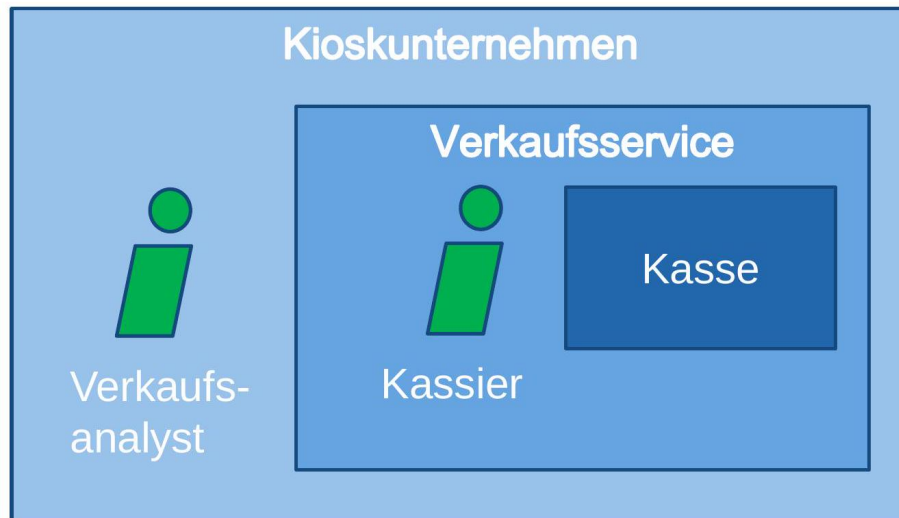 Kioskunternehmen
Verkaufsservice
Kasse
Kassier
Verkaufs-
analyst